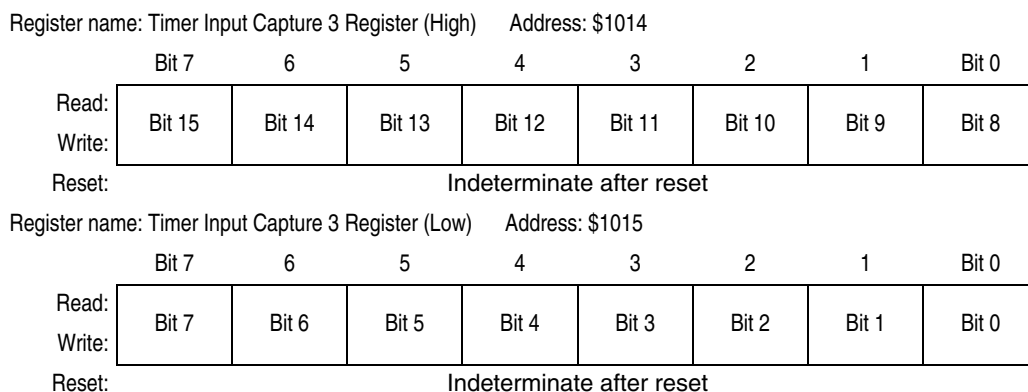 Register name: Timer Input Capture 3 Register (High) Address: $1014
Bit 7 6 5 4 3 2 1 Bit 0
Read:
Bit 15 Bit 14 Bit 13 Bit 12 Bit 11 Bit 10 Bit 9 Bit 8
Write:
Reset: Indeterminate after reset
Register name: Timer Input Capture 3 Register (Low) Address: $1015
Bit 7 6 5 4 3 2 1 Bit 0
Read:
Bit 7 Bit 6 Bit 5 Bit 4 Bit 3 Bit 2 Bit 1 Bit 0
Write:
Reset: Indeterminate after reset